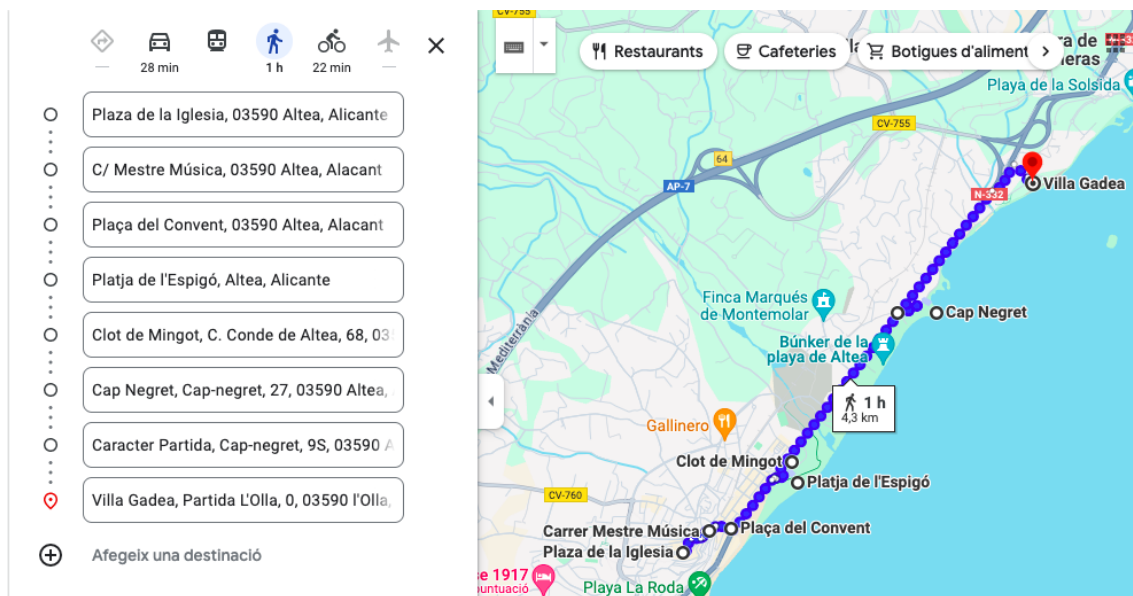 28 min
1 h
22 min
Plaza de la Iglesia, 03590 Altea, Alicante
C/ Mestre Música, 03590 Altea, Alacant
Plaça del Convent, 03590 Altea, Alacant
Platja de l'Espigó, Altea, Alicante
Clot de Mingot, C. Conde de Altea, 68, 03
Cap Negret, Cap-negret, 27, 03590 Altea,
Caracter Partida, Cap-negret, 9S, 03590 A
Villa Gadea, Partida L'Olla, 0, 03590 l'Olla,
Afegeix una destinació
CV-755
Restaurants
Cafeteries
Botigues d'aliment
Playa de la Solsida
CV-755
64
AP-7
N-332
Villa Gadea
Finca Marqués
de Montemolar
Cap Negret
Búnker de la
playa de Altea
Mediterrània
1 h
4,3 km
Gallinero
Clot de Mingot
Platja de l'Espigó
CV-760
Carrer Mestre Música
Plaça del Convent
Plaza de la Iglesia
se 1917
puntuació
Playa La Roda